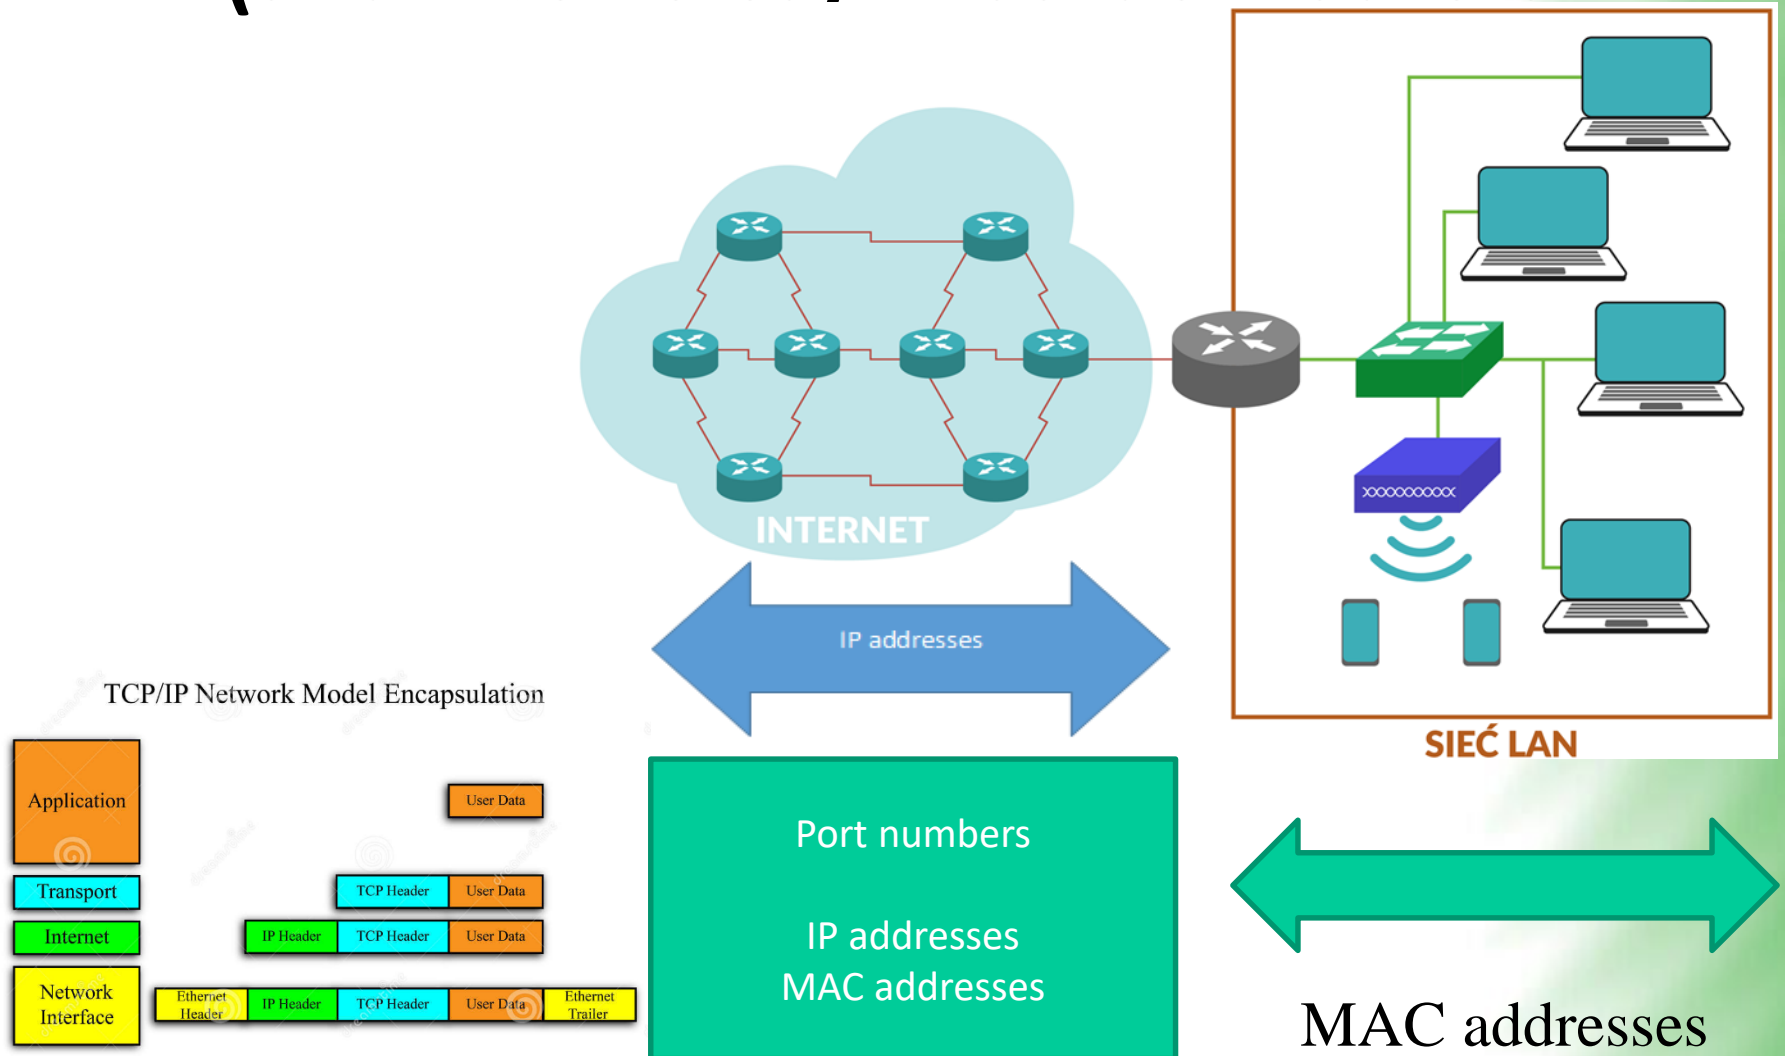 INTERNET
IP addresses
SIEĆ LAN
TCP/IP Network Model Encapsulation
Application
User Data
Transport
TCP Header
User Data
Internet
IP Header
TCP Header
User Data
Network
Interface
Ethernet
Header
IP Header
TCP Header
User Data
Ethernet
Trailer
Port numbers
IP addresses
MAC addresses
MAC addresses